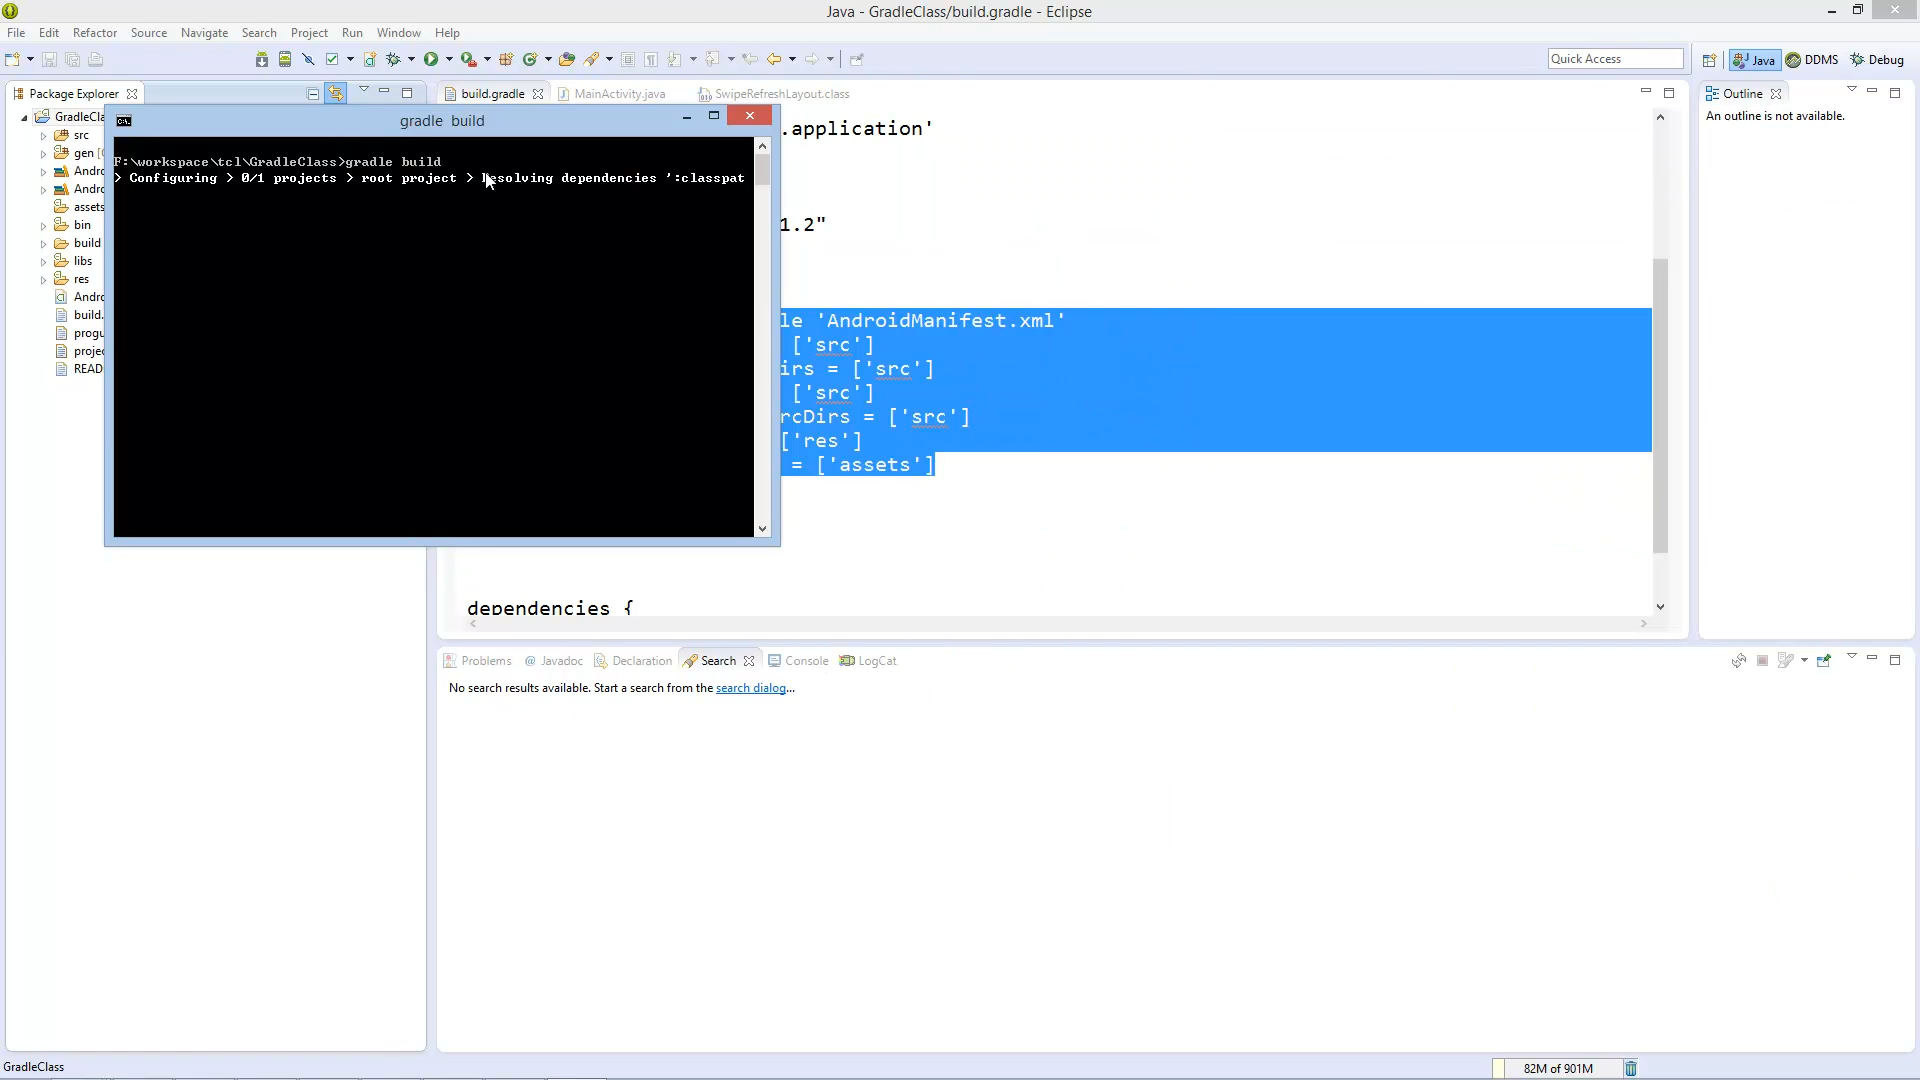 Java - GradleClass/build.gradle - Eclipse
File Edit Refactor Source Navigate Search Project Run Window Help
Quick Access
Java
DDMS
Debug
Package Explorer
GradleCla
src
gen [
Andro
Andro
assets
bin
build
libs
res
Andro
build.
progu
projec
READ
gradle build
F:\workspace\tcl\GradleClass>gradle build
> Configuring > 0/1 projects > root project > Resolving dependencies ':classpat
build.gradle
MainActivity.java
SwipeRefreshLayout.class
.application'
1.2"
le 'AndroidManifest.xml'
['src']
irs = ['src']
['src']
rcDirs = ['src']
['res']
= ['assets']
dependencies {
Outline
An outline is not available.
Problems
@ Javadoc
Declaration
Search
Console
LogCat
No search results available. Start a search from the search dialog...
GradleClass
82M of 901M